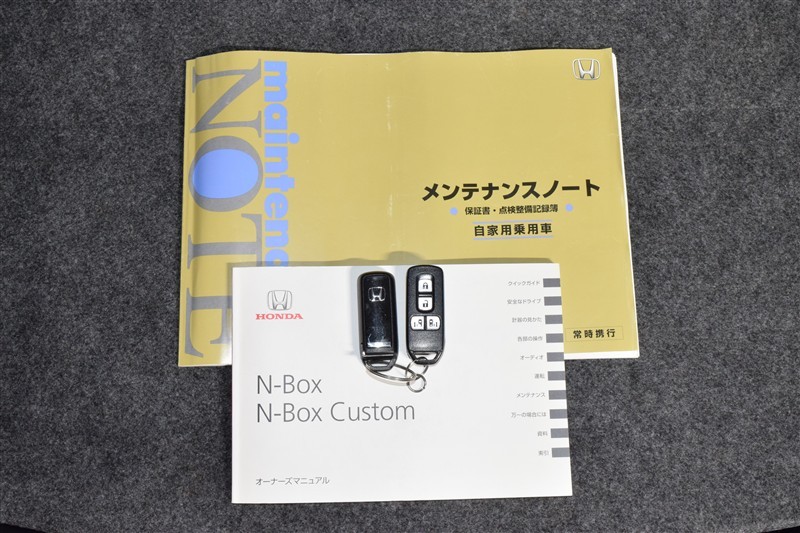 maintena
NOTE
メンテナンスノート
保証書・点検整備記録簿
自家用乗用車
常時携行
HONDA
N-Box
N-Box Custom
オーナーズマニュアル
クイックガイド
安全なドライブ
計器の見かた
各部の操作
オーディオ
運転
メンテナンス
万一の場合には
資料
索引